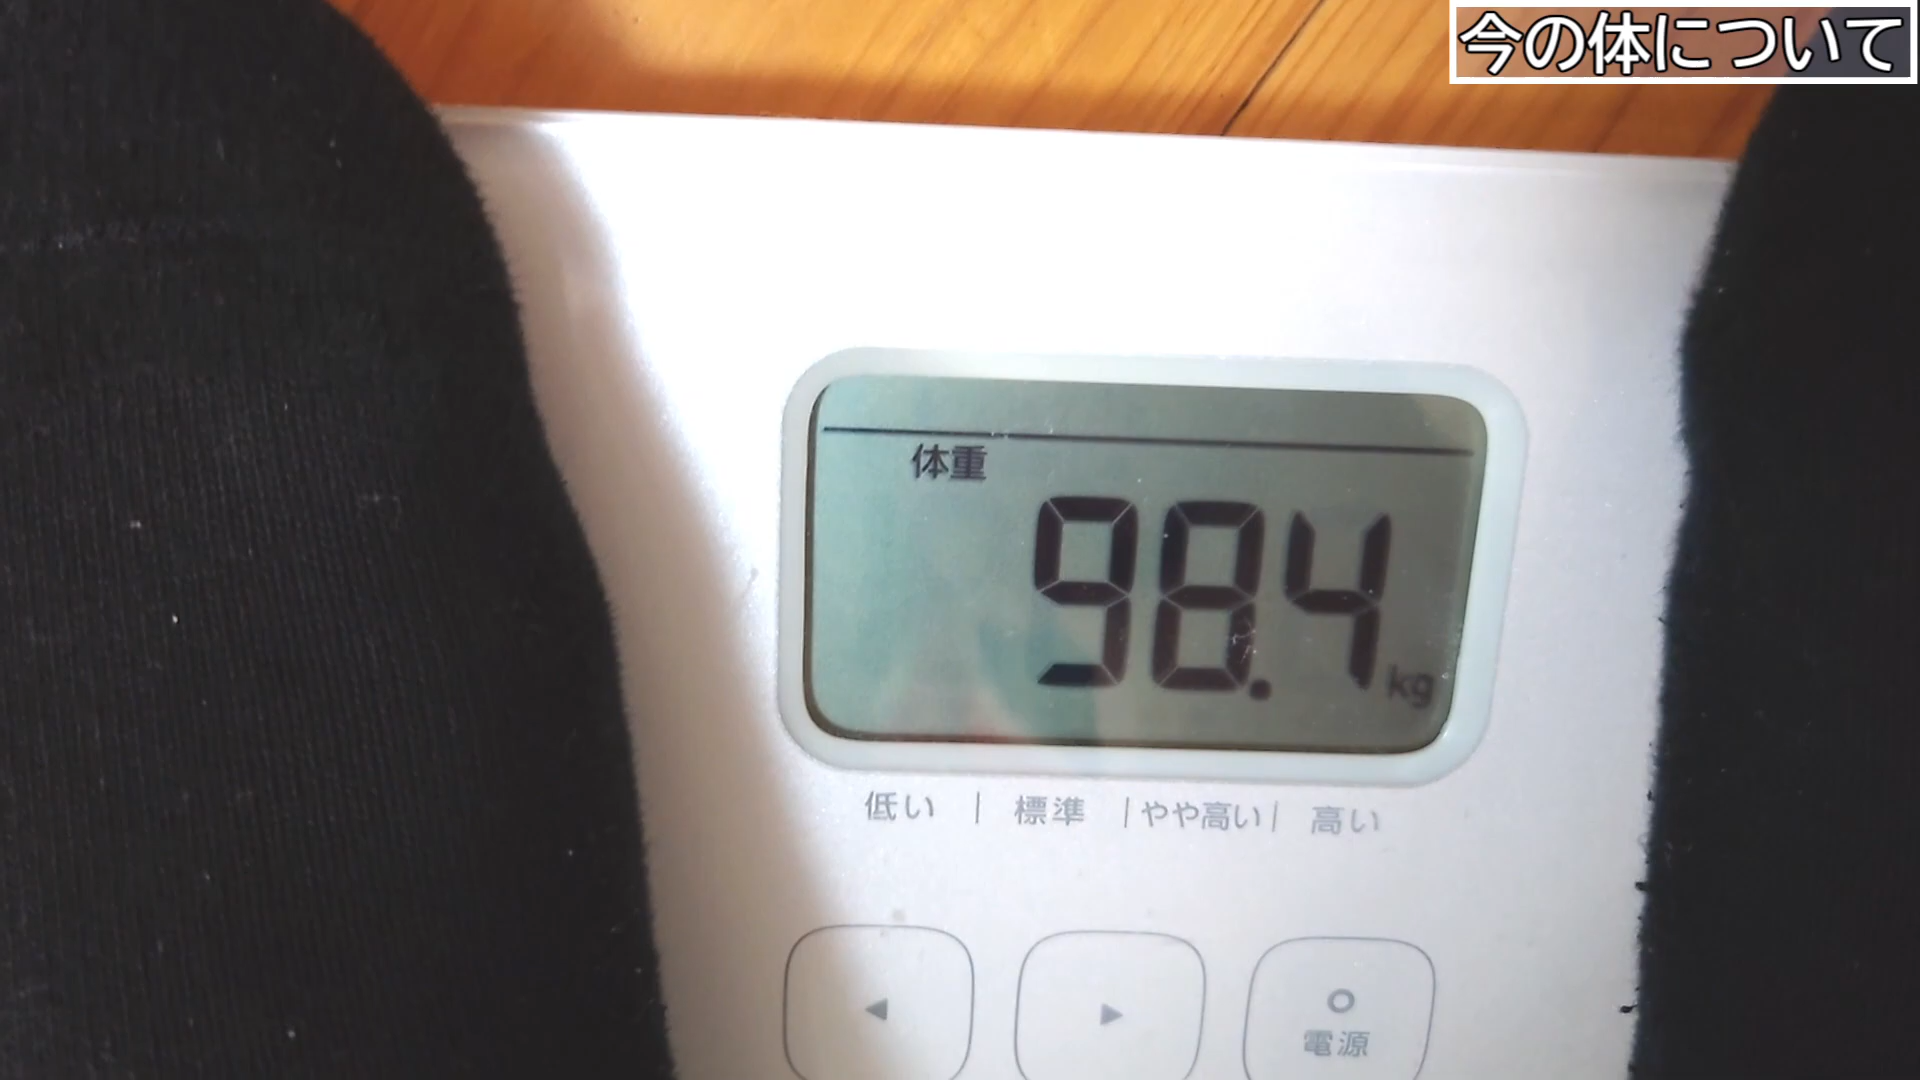 今の体について
体重
98.4 kg
低い | 標準 | やや高い | 高い
電源